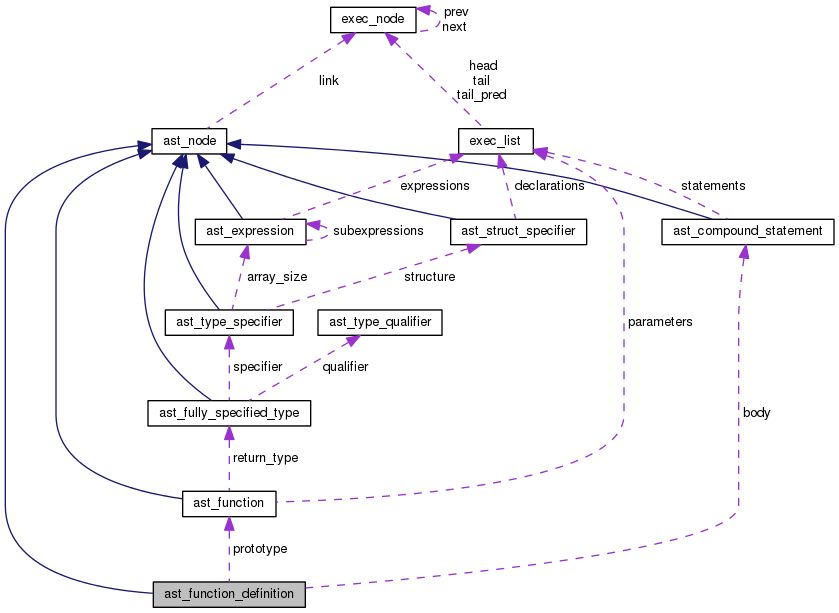 exec_node
prev
next
link
head
tail
tail_pred
ast_node
exec_list
expressions
declarations
statements
ast_expression
subexpressions
ast_struct_specifier
ast_compound_statement
array_size
structure
ast_type_specifier
ast_type_qualifier
parameters
specifier
qualifier
ast_fully_specified_type
body
return_type
ast_function
prototype
ast_function_definition